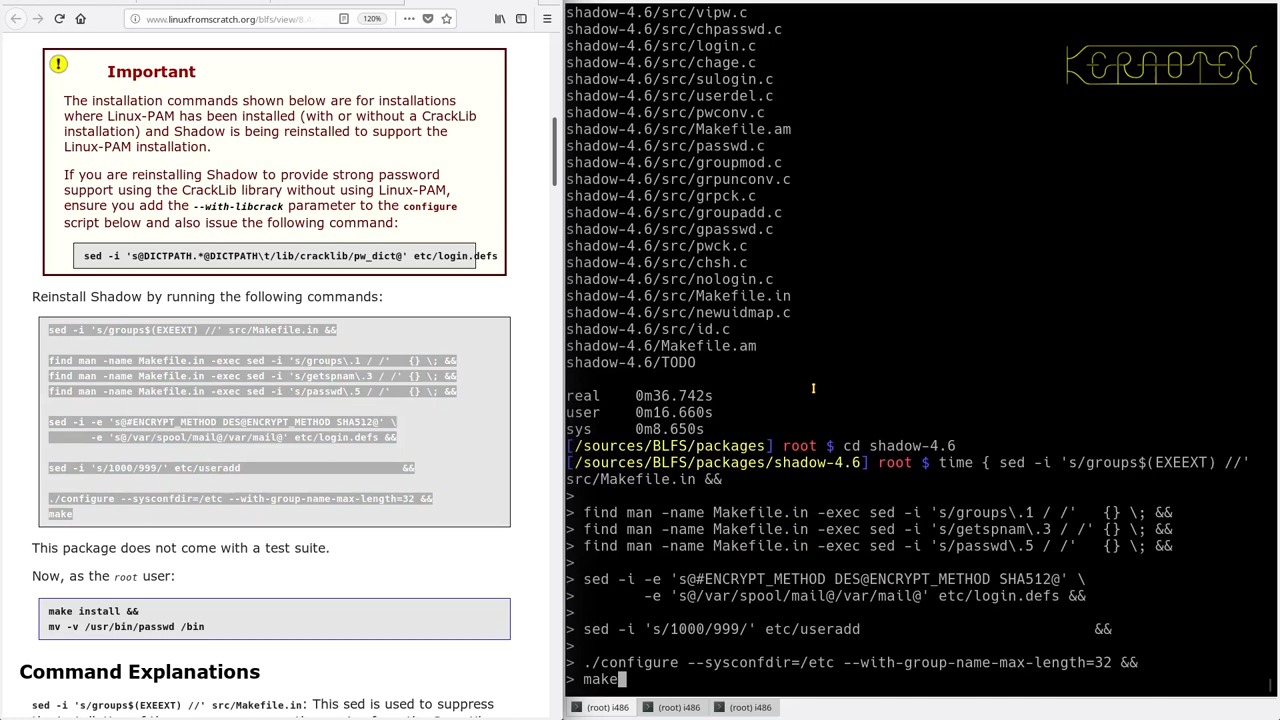 www.linuxfromscratch.org/blfs/view/8.
120%
!
Important
The installation commands shown below are for installations
where Linux-PAM has been installed (with or without a CrackLib
installation) and Shadow is being reinstalled to support the
Linux-PAM installation.
If you are reinstalling Shadow to provide strong password
support using the CrackLib library without using Linux-PAM,
ensure you add the --with-libcrack parameter to the configure
script below and also issue the following command:
sed -i 's@DICTPATH.*@DICTPATH\t/lib/cracklib/pw_dict@' etc/login.defs
Reinstall Shadow by running the following commands:
sed -i 's/groups$(EXEEXT) //' src/Makefile.in &&
find man -name Makefile.in -exec sed -i 's/groups\.1 / /'   {} \; &&
find man -name Makefile.in -exec sed -i 's/getspnam\.3 / /' {} \; &&
find man -name Makefile.in -exec sed -i 's/passwd\.5 / /'   {} \; &&
sed -i -e 's@#ENCRYPT_METHOD DES@ENCRYPT_METHOD SHA512@' \
-e 's@/var/spool/mail@/var/mail@' etc/login.defs &&
sed -i 's/1000/999/' etc/useradd &&
./configure --sysconfdir=/etc --with-group-name-max-length=32 &&
make
This package does not come with a test suite.
Now, as the root user:
make install &&
mv -v /usr/bin/passwd /bin
Command Explanations
sed -i 's/groups$(EXEEXT) //' src/Makefile.in: This sed is used to suppress
shadow-4.6/src/vipw.c
shadow-4.6/src/chpasswd.c
shadow-4.6/src/login.c
shadow-4.6/src/chage.c
shadow-4.6/src/sulogin.c
shadow-4.6/src/userdel.c
shadow-4.6/src/pwconv.c
shadow-4.6/src/Makefile.am
shadow-4.6/src/passwd.c
shadow-4.6/src/groupmod.c
shadow-4.6/src/grpunconv.c
shadow-4.6/src/grpck.c
shadow-4.6/src/groupadd.c
shadow-4.6/src/gpasswd.c
shadow-4.6/src/pwck.c
shadow-4.6/src/chsh.c
shadow-4.6/src/nologin.c
shadow-4.6/src/Makefile.in
shadow-4.6/src/newuidmap.c
shadow-4.6/src/id.c
shadow-4.6/Makefile.am
shadow-4.6/TODO
real 0m36.742s
user 0m16.660s
sys 0m8.650s
[/sources/BLFS/packages] root $ cd shadow-4.6
[/sources/BLFS/packages/shadow-4.6] root $ time { sed -i 's/groups$(EXEEXT) //'
src/Makefile.in &&
>
> find man -name Makefile.in -exec sed -i 's/groups\.1 / /'   {} \; &&
> find man -name Makefile.in -exec sed -i 's/getspnam\.3 / /' {} \; &&
> find man -name Makefile.in -exec sed -i 's/passwd\.5 / /'   {} \; &&
>
> sed -i -e 's@#ENCRYPT_METHOD DES@ENCRYPT_METHOD SHA512@' \
> -e 's@/var/spool/mail@/var/mail@' etc/login.defs &&
>
> sed -i 's/1000/999/' etc/useradd &&
>
> ./configure --sysconfdir=/etc --with-group-name-max-length=32 &&
> make
KERAOTEX
(root) i486
(root) i486
(root) i486